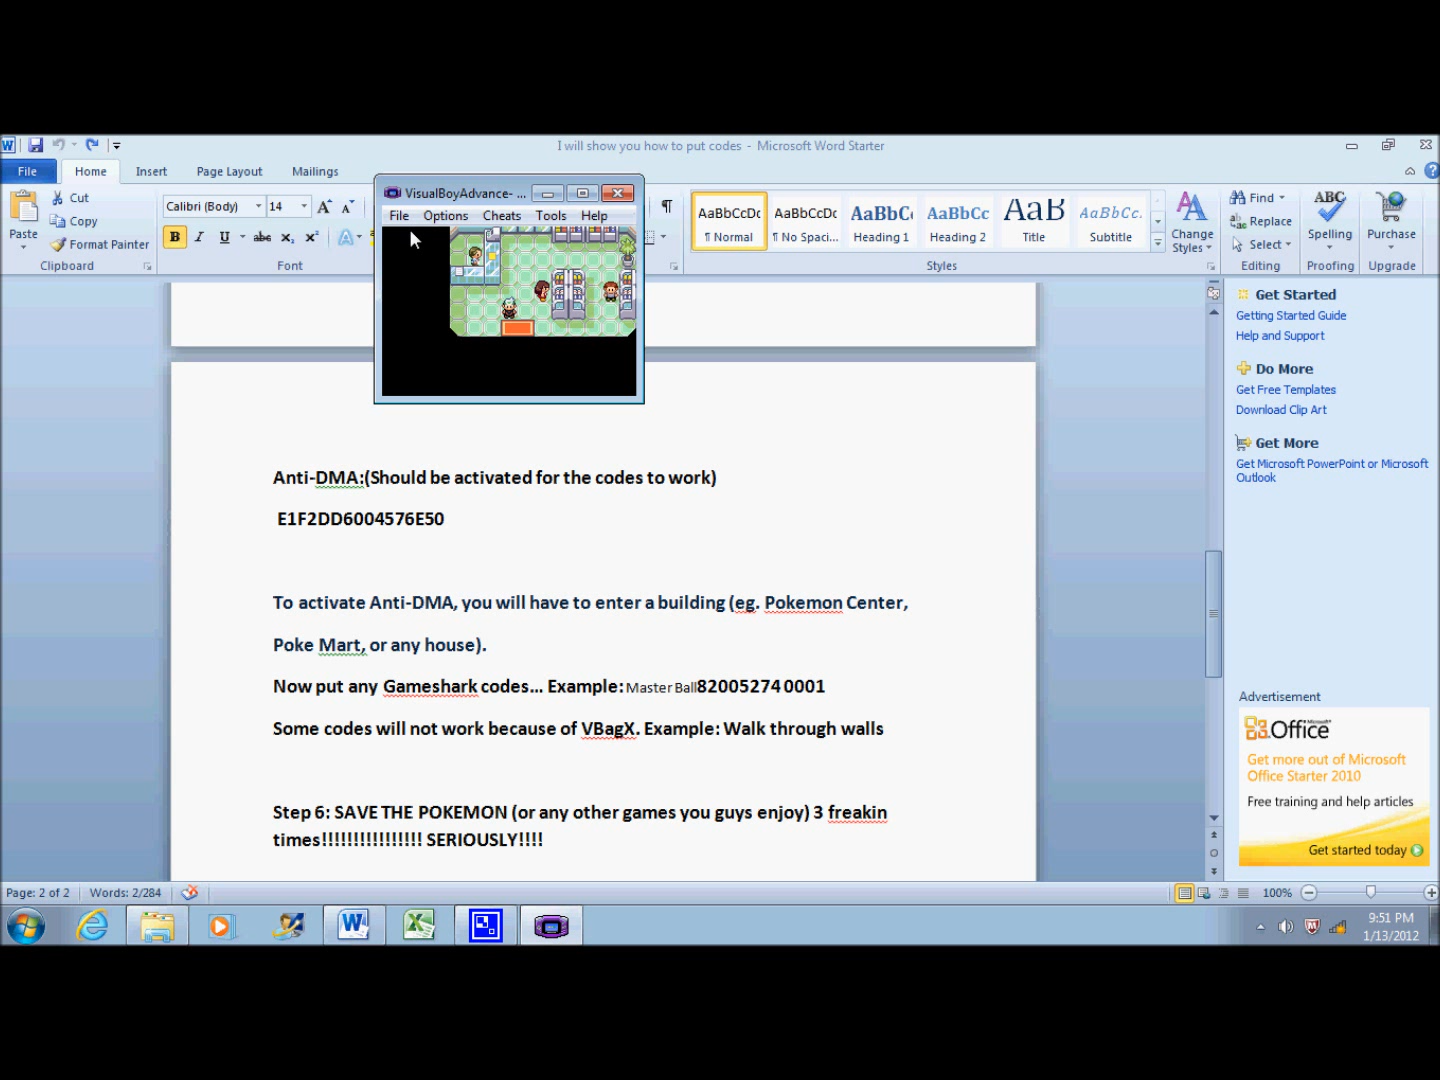 I will show you how to put codes - Microsoft Word Starter
File Home Insert Page Layout Mailings
Cut
Copy
Format Painter
Paste
Clipboard
Calibri (Body) 14
Font
VisualBoyAdvance- ...
File Options Cheats Tools Help
AaBbCcDc AaBbCcDc AaBbC AaBbCc AaB AaBbCc.
¶ Normal ¶ No Spaci... Heading 1 Heading 2 Title Subtitle
Styles
Change Styles
Find
Replace
Select
Editing
ABC
Spelling
Proofing
Purchase
Upgrade
Anti-DMA:(Should be activated for the codes to work)
E1F2DD6004576E50
To activate Anti-DMA, you will have to enter a building (eg. Pokemon Center,
Poke Mart, or any house).
Now put any Gameshark codes... Example: Master Ball820052740001
Some codes will not work because of VBagX. Example: Walk through walls
Step 6: SAVE THE POKEMON (or any other games you guys enjoy) 3 freakin
times!!!!!!!!!!!!!!!! SERIOUSLY!!!!
Get Started
Getting Started Guide
Help and Support
Do More
Get Free Templates
Download Clip Art
Get More
Get Microsoft PowerPoint or Microsoft
Outlook
Advertisement
Microsoft
Office
Get more out of Microsoft
Office Starter 2010
Free training and help articles
Get started today
Page: 2 of 2 Words: 2/284
100%
9:51 PM
1/13/2012